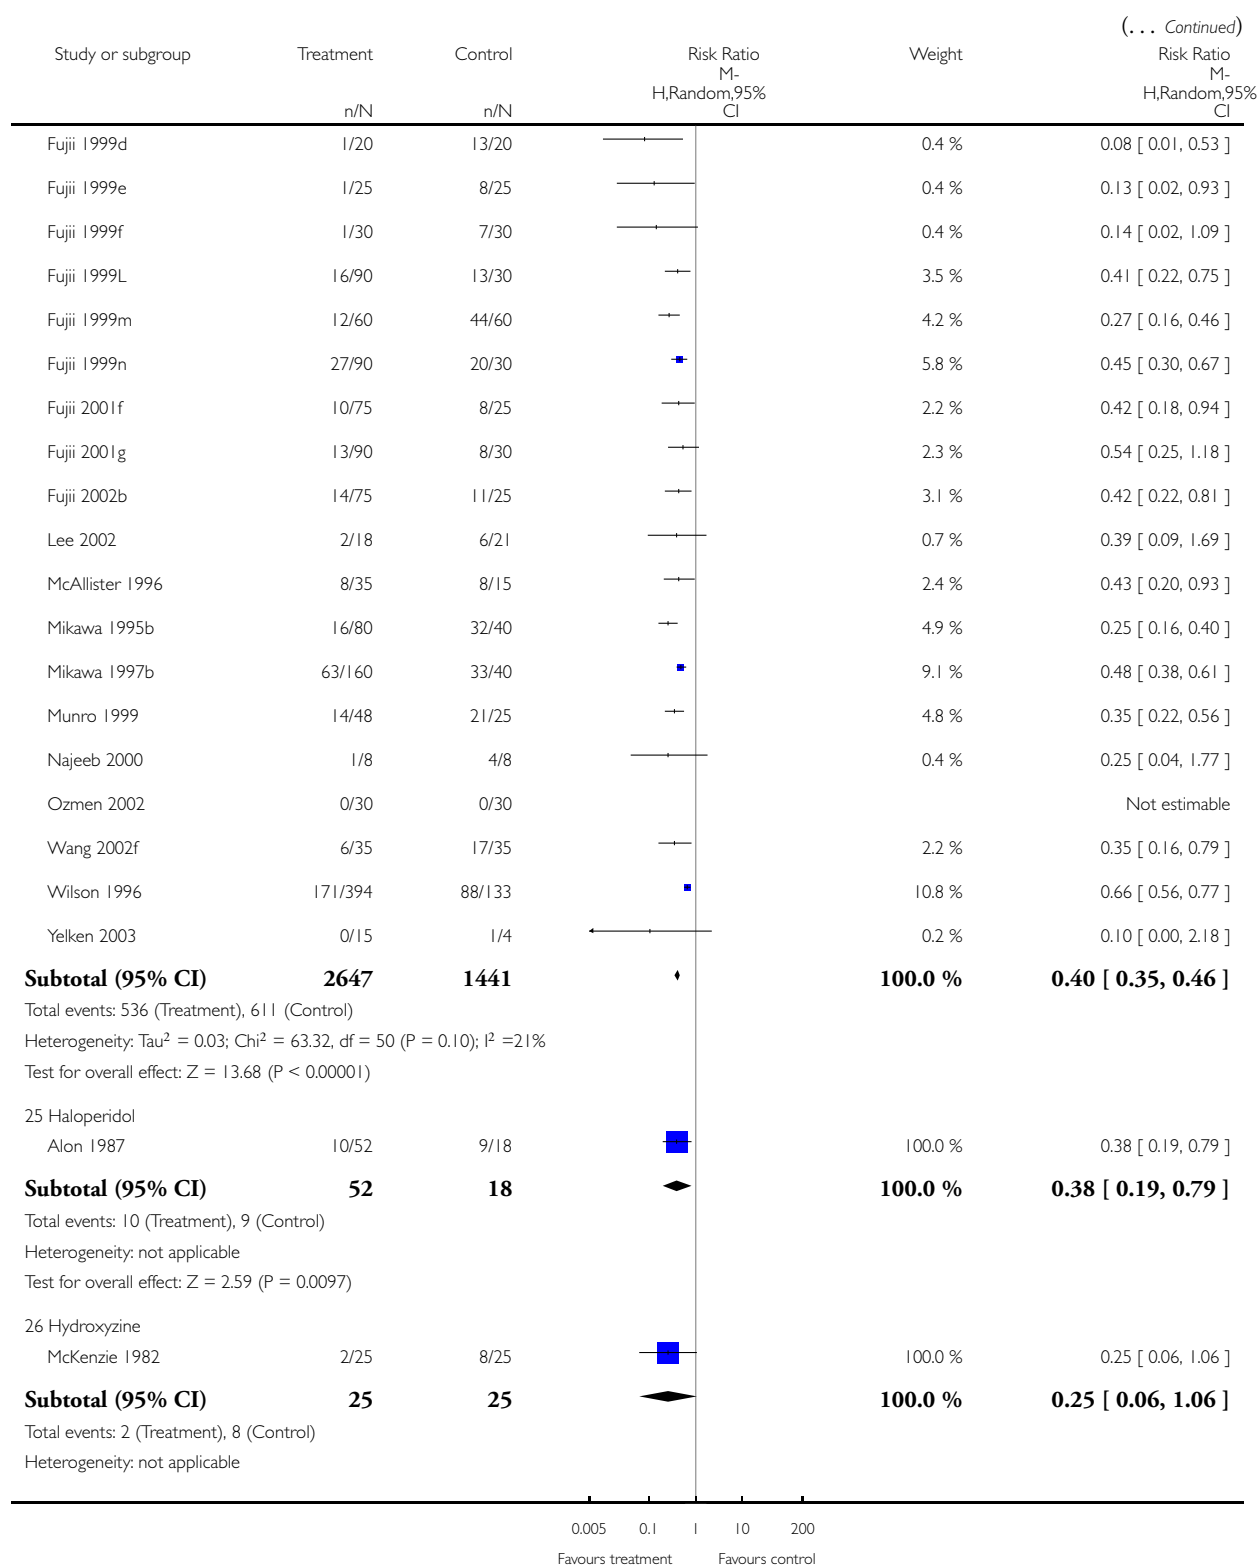 (... Continued)
Study or subgroup Treatment Control Risk Ratio Weight Risk Ratio
M- M-
H,Random,95% H,Random,95%
n/N n/N CI CI
Fujii 1999d 1/20 13/20 0.4 % 0.08 [ 0.01, 0.53 ]
Fujii 1999e 1/25 8/25 0.4 % 0.13 [ 0.02, 0.93 ]
Fujii 1999f 1/30 7/30 0.4 % 0.14 [ 0.02, 1.09 ]
Fujii 1999L 16/90 13/30 3.5 % 0.41 [ 0.22, 0.75 ]
Fujii 1999m 12/60 44/60 4.2 % 0.27 [ 0.16, 0.46 ]
Fujii 1999n 27/90 20/30 5.8 % 0.45 [ 0.30, 0.67 ]
Fujii 2001f 10/75 8/25 2.2 % 0.42 [ 0.18, 0.94 ]
Fujii 2001g 13/90 8/30 2.3 % 0.54 [ 0.25, 1.18 ]
Fujii 2002b 14/75 11/25 3.1 % 0.42 [ 0.22, 0.81 ]
Lee 2002 2/18 6/21 0.7 % 0.39 [ 0.09, 1.69 ]
McAllister 1996 8/35 8/15 2.4 % 0.43 [ 0.20, 0.93 ]
Mikawa 1995b 16/80 32/40 4.9 % 0.25 [ 0.16, 0.40 ]
Mikawa 1997b 63/160 33/40 9.1 % 0.48 [ 0.38, 0.61 ]
Munro 1999 14/48 21/25 4.8 % 0.35 [ 0.22, 0.56 ]
Najeeb 2000 1/8 4/8 0.4 % 0.25 [ 0.04, 1.77 ]
Ozmen 2002 0/30 0/30 Not estimable
Wang 2002f 6/35 17/35 2.2 % 0.35 [ 0.16, 0.79 ]
Wilson 1996 171/394 88/133 10.8 % 0.66 [ 0.56, 0.77 ]
Yelken 2003 0/15 1/4 0.2 % 0.10 [ 0.00, 2.18 ]
Subtotal (95% CI) 2647 1441 100.0 % 0.40 [ 0.35, 0.46 ]
Total events: 536 (Treatment), 611 (Control)
Heterogeneity: Tau² = 0.03; Chi² = 63.32, df = 50 (P = 0.10); I² =21%
Test for overall effect: Z = 13.68 (P < 0.00001)
25 Haloperidol
Alon 1987 10/52 9/18 100.0 % 0.38 [ 0.19, 0.79 ]
Subtotal (95% CI) 52 18 100.0 % 0.38 [ 0.19, 0.79 ]
Total events: 10 (Treatment), 9 (Control)
Heterogeneity: not applicable
Test for overall effect: Z = 2.59 (P = 0.0097)
26 Hydroxyzine
McKenzie 1982 2/25 8/25 100.0 % 0.25 [ 0.06, 1.06 ]
Subtotal (95% CI) 25 25 100.0 % 0.25 [ 0.06, 1.06 ]
Total events: 2 (Treatment), 8 (Control)
Heterogeneity: not applicable
0.005 0.1 1 10 200
Favours treatment Favours control